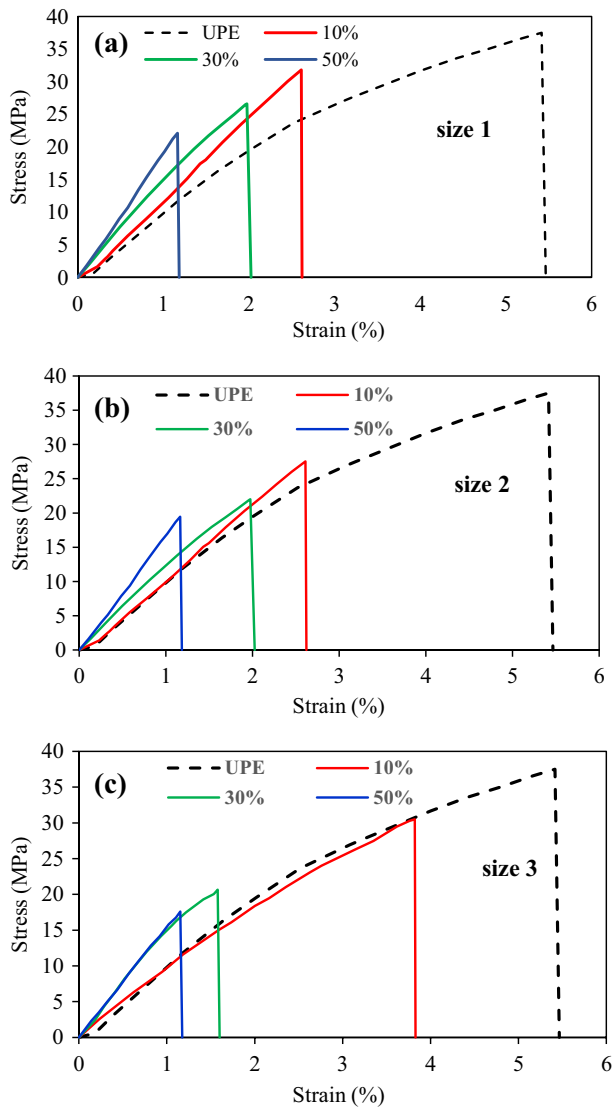 (a)
UPE 10%
30% 50%
size 1
Stress (MPa)
40
35
30
25
20
15
10
5
0
0 1 2 3 4 5 6
Strain (%)
(b)
UPE 10%
30% 50%
size 2
Stress (MPa)
40
35
30
25
20
15
10
5
0
0 1 2 3 4 5 6
Strain (%)
(c)
UPE 10%
30% 50%
size 3
Stress (MPa)
40
35
30
25
20
15
10
5
0
0 1 2 3 4 5 6
Strain (%)